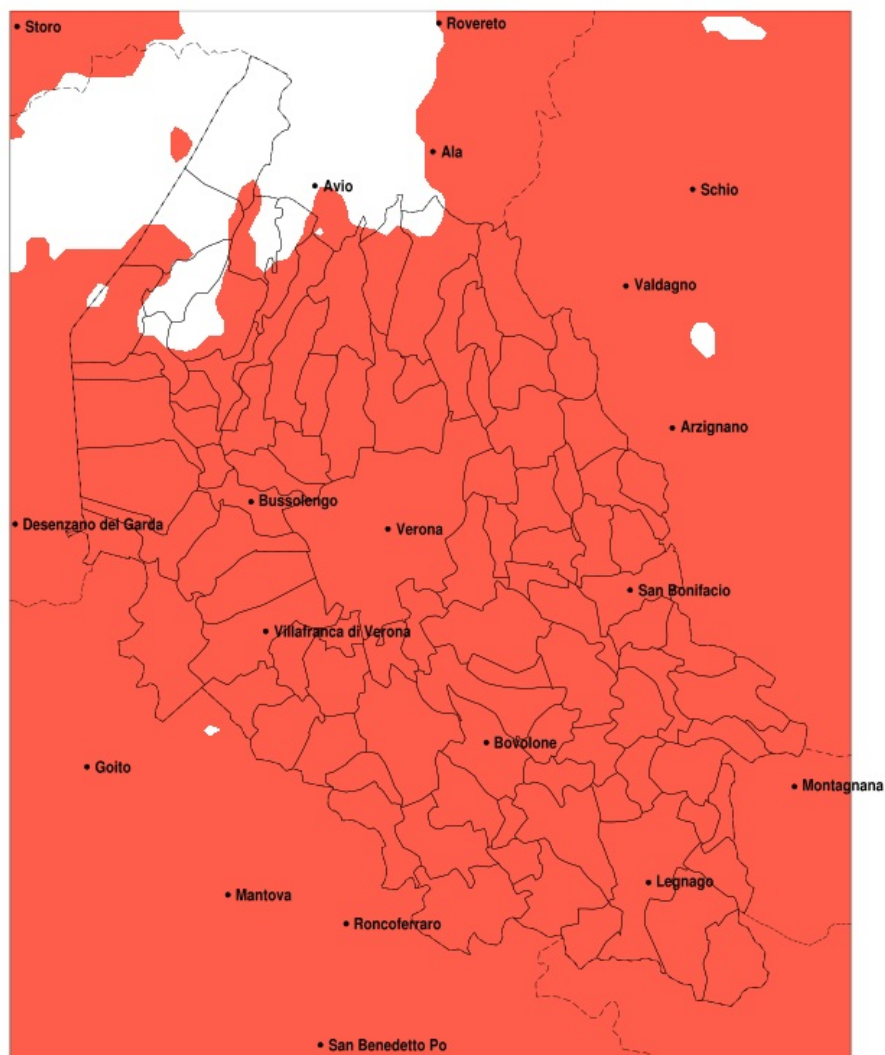 Storo
Rovereto
Ala
Avio
Schio
Valdagno
Arzignano
Bussolengo
Desenzano del Garda
Verona
San Bonifacio
Villafranca di Verona
Bovolone
Goito
Montagnana
Legnago
Mantova
Roncoferraro
San Benedetto Po